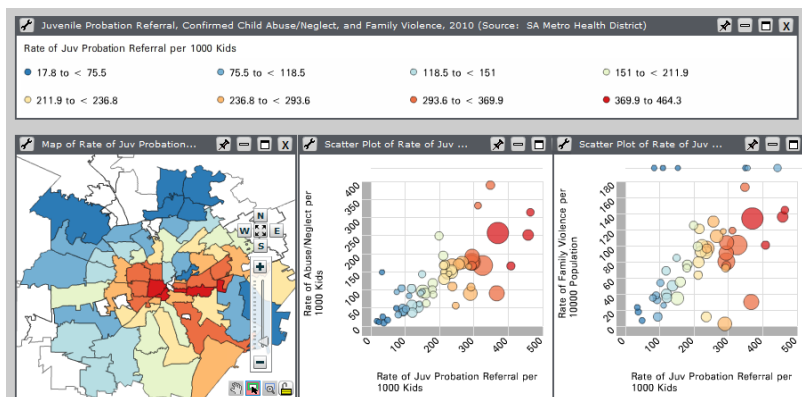 Juvenile Probation Referral, Confirmed Child Abuse/Neglect, and Family Violence, 2010 (Source: SA Metro Health District)
X
Rate of Juv Probation Referral per 1000 Kids
17.8 to < 75.5
75.5 to < 118.5
118.5 to < 151
151 to < 211.9
211.9 to < 236.8
236.8 to < 293.6
293.6 to < 369.9
369.9 to 464.3
Map of Rate of Juv Probation...
X
N
W
E
S
Scatter Plot of Rate of Juv ...
X
Rate of Abuse/Neglect per
1000 Kids
400
350
300
250
200
150
100
50
0
0
100
200
300
400
500
Rate of Juv Probation Referral per
1000 Kids
Scatter Plot of Rate of Juv ...
X
Rate of Family Violence per
10000 Population
180
160
140
120
100
80
60
40
20
0
0
100
200
300
400
500
Rate of Juv Probation Referral per
1000 Kids